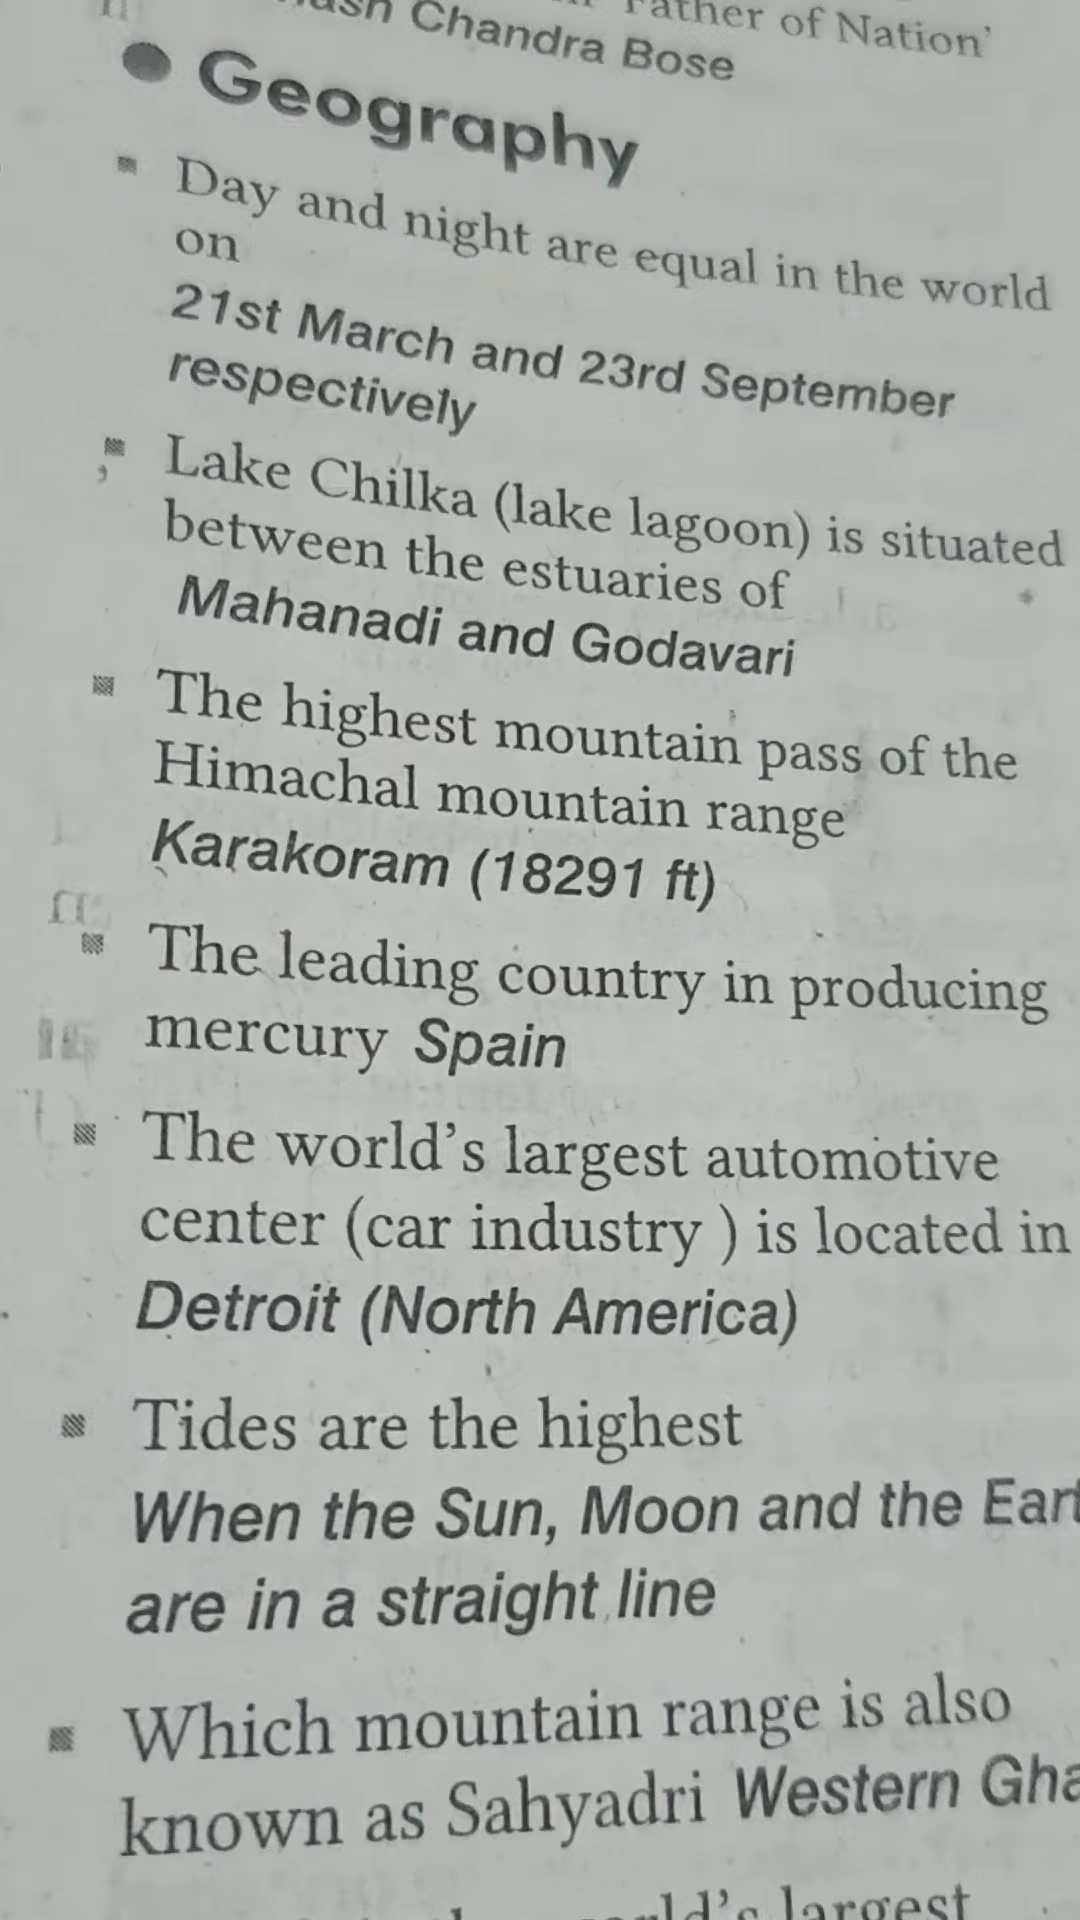 Father of Nation'
Chandra Bose
Geography
Day and night are equal in the world
on
21st March and 23rd September
respectively
Lake Chilka (lake lagoon) is situated
between the estuaries of
Mahanadi and Godavari
The highest mountain pass of the
Himachal mountain range
Karakoram (18291 ft)
The leading country in producing
mercury Spain
The world's largest automotive
center (car industry ) is located in
Detroit (North America)
Tides are the highest
When the Sun, Moon and the
are in a straight line
Which mountain range is also
known as Sahyadri Western
largest